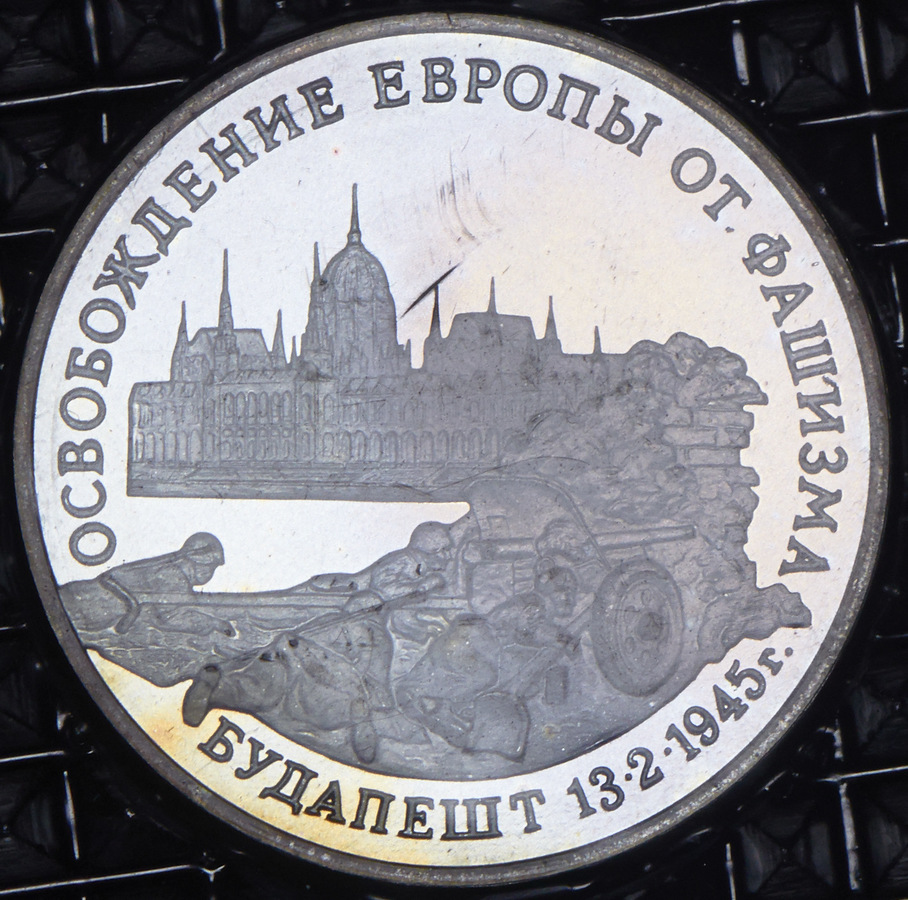 ОСВОБОЖДЕНИЕ ЕВРОПЫ ОТ ФАШИЗМА
БУДАПЕШТ 13·2·1945г.